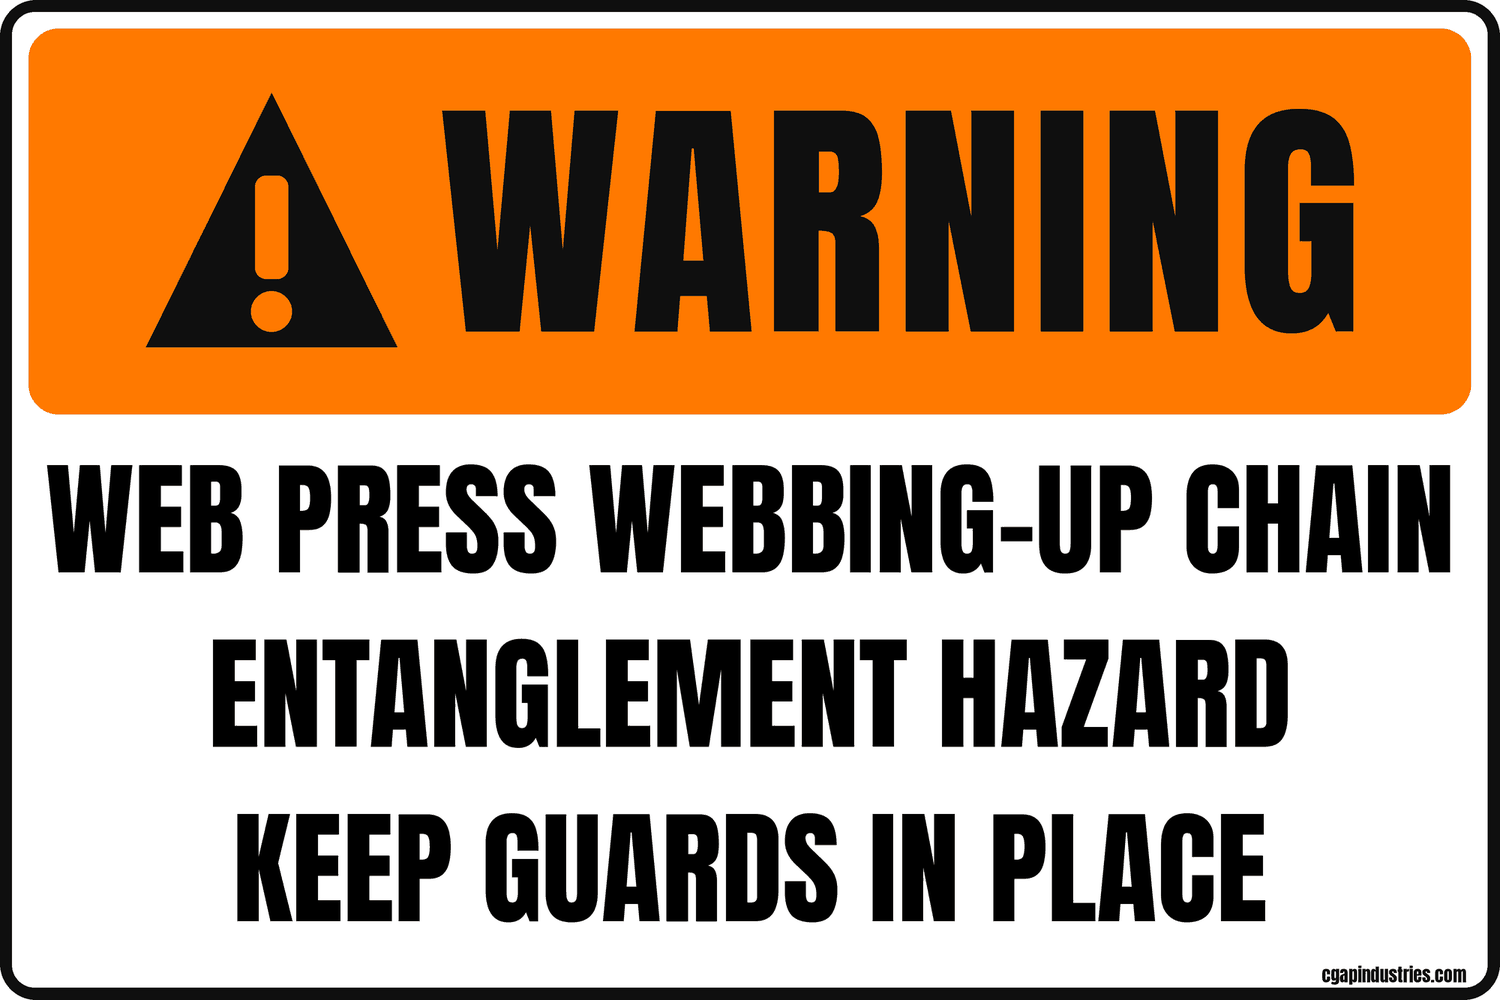 WARNING
WEB PRESS WEBBING-UP CHAIN
ENTANGLEMENT HAZARD
KEEP GUARDS IN PLACE
cgapindustries.com